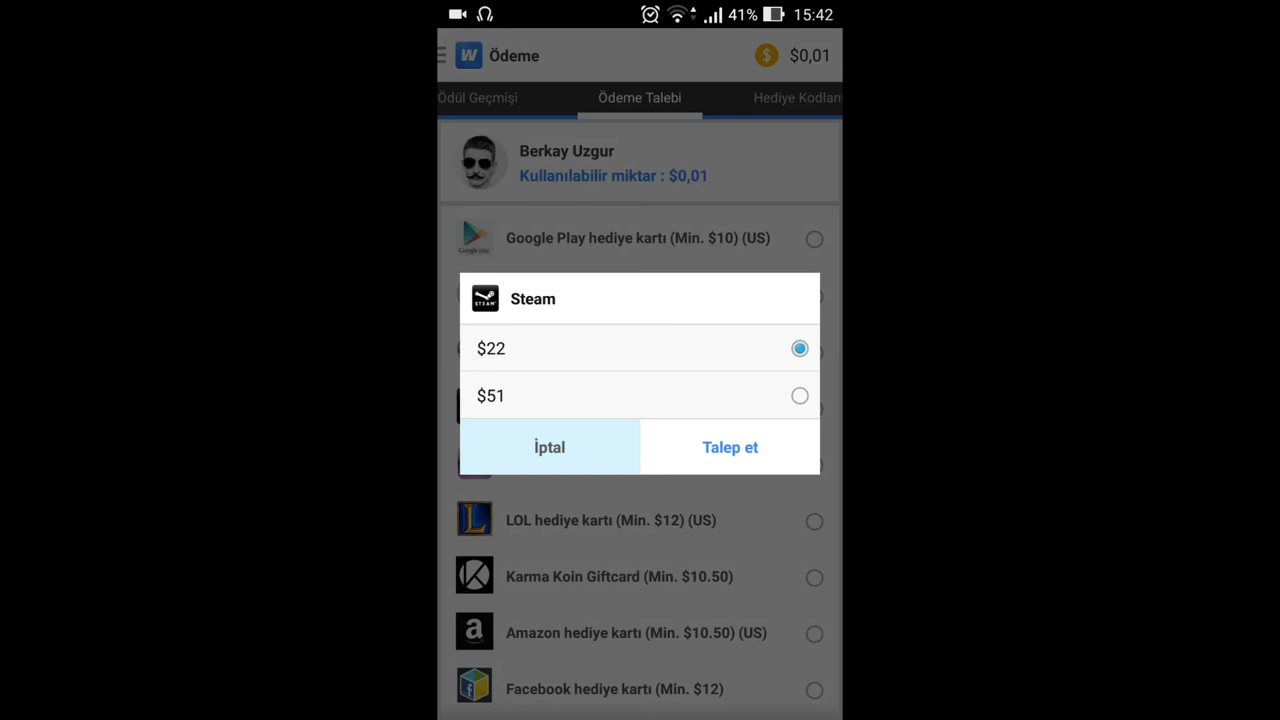 41% 15:42
W Ödeme $ $0,01
Ödül Geçmişi Ödeme Talebi Hediye Kodları
Berkay Uzgur
Kullanılabilir miktar : $0,01
Google Play hediye kartı (Min. $10) (US)
Steam
$22
$51
İptal Talep et
LOL hediye kartı (Min. $12) (US)
Karma Koin Giftcard (Min. $10.50)
Amazon hediye kartı (Min. $10.50) (US)
Facebook hediye kartı (Min. $12)